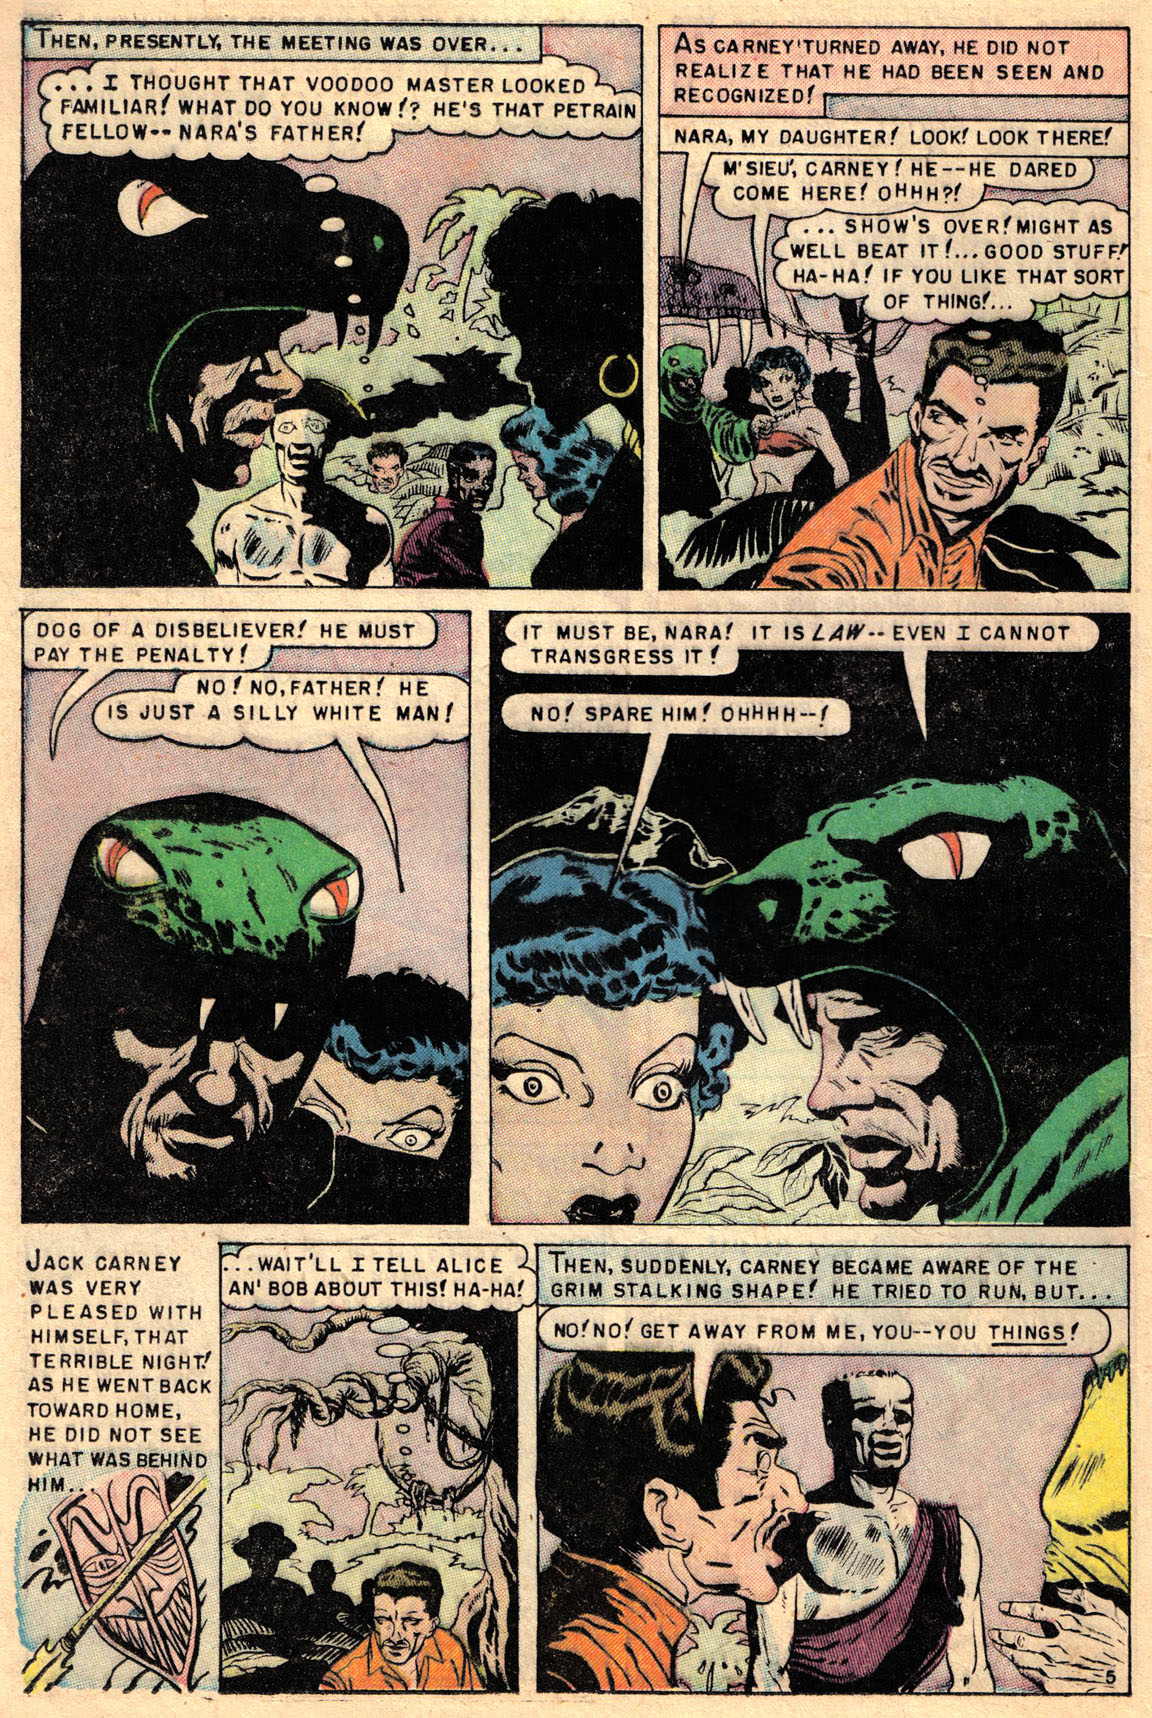 THEN, PRESENTLY, THE MEETING WAS OVER...
...I THOUGHT THAT VOODOO MASTER LOOKED
FAMILIAR! WHAT DO YOU KNOW!? HE'S THAT PETRAIN
FELLOW-- NARA'S FATHER!
AS CARNEY TURNED AWAY, HE DID NOT
REALIZE THAT HE HAD BEEN SEEN AND
RECOGNIZED!
NARA, MY DAUGHTER! LOOK! LOOK THERE!
M'SIEU', CARNEY! HE--HE DARED
COME HERE! OHHH?!
...SHOW'S OVER! MIGHT AS
WELL BEAT IT!...GOOD STUFF!
HA-HA! IF YOU LIKE THAT SORT
OF THING!...
DOG OF A DISBELIEVER! HE MUST
PAY THE PENALTY!
NO! NO, FATHER! HE
IS JUST A SILLY WHITE MAN!
IT MUST BE, NARA! IT IS LAW-- EVEN I CANNOT
TRANSGRESS IT!
NO! SPARE HIM! OHHHH--!
JACK CARNEY
WAS VERY
PLEASED WITH
HIMSELF, THAT
TERRIBLE NIGHT!
AS HE WENT BACK
TOWARD HOME,
HE DID NOT SEE
WHAT WAS BEHIND
HIM...
...WAIT'LL I TELL ALICE
AN' BOB ABOUT THIS! HA-HA!
THEN, SUDDENLY, CARNEY BECAME AWARE OF THE
GRIM STALKING SHAPE! HE TRIED TO RUN, BUT...
NO! NO! GET AWAY FROM ME, YOU--YOU THINGS!
5